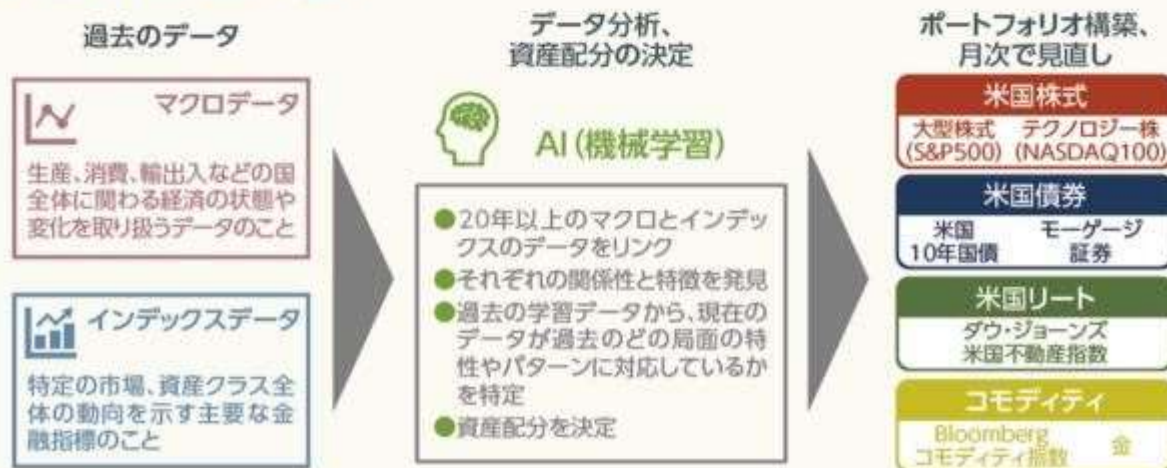 過去のデータ
マクロデータ
生産、消費、輸出入などの国
全体に関わる経済の状態や
変化を取り扱うデータのこと
インデックスデータ
特定の市場、資産クラス全
体の動向を示す主要な金
融指標のこと
データ分析、
資産配分の決定
AI(機械学習)
●20年以上のマクロとインデッ
クスのデータをリンク
●それぞれの関係性と特徴を発見
●過去の学習データから、現在の
データが過去のどの局面の特
性やパターンに対応しているか
を特定
●資産配分を決定
ポートフォリオ構築、
月次で見直し
米国株式
大型株式 テクノロジー株
(S&P500) (NASDAQ100)
米国債券
米国 モーゲージ
10年国債 証券
米国リート
ダウ・ジョーンズ
米国不動産指数
コモディティ
Bloomberg 金
コモディティ指数